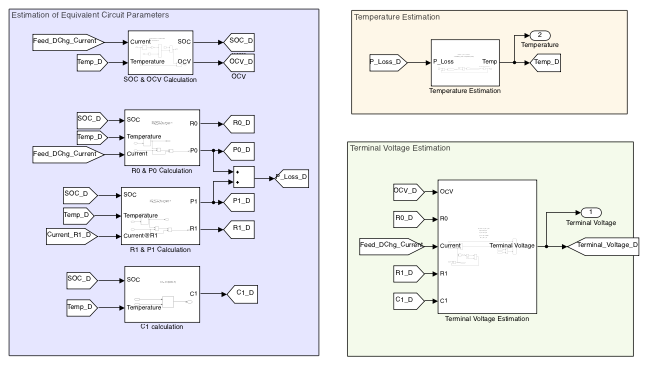 Estimation of Equivalent Circuit Parameters
Feed_DChg_Current
Temp_D
Current
Temperature
SOC
OCV
SOC & OCV Calculation
SOC_D
OCV_D
OCV
SOC_D
Temp_D
Feed_DChg_Current
SOC
Temperature
Current
R0
P0
R0 & P0 Calculation
R0_D
P0_D
P_Loss_D
SOC_D
Temp_D
Current_R1_D
SOC
Temperature
Current@R1
P1
R1
R1 & P1 Calculation
P1_D
R1_D
SOC_D
Temp_D
SOC
Temperature
C1
C1 calculation
C1_D
Temperature Estimation
P_Loss_D
P_Loss
Temp
Temperature Estimation
2
Temperature
Temp_D
Terminal Voltage Estimation
OCV_D
R0_D
Feed_DChg_Current
R1_D
C1_D
OCV
R0
Current
R1
C1
Terminal Voltage
Terminal Voltage Estimation
1
Terminal Voltage
Terminal_Voltage_D